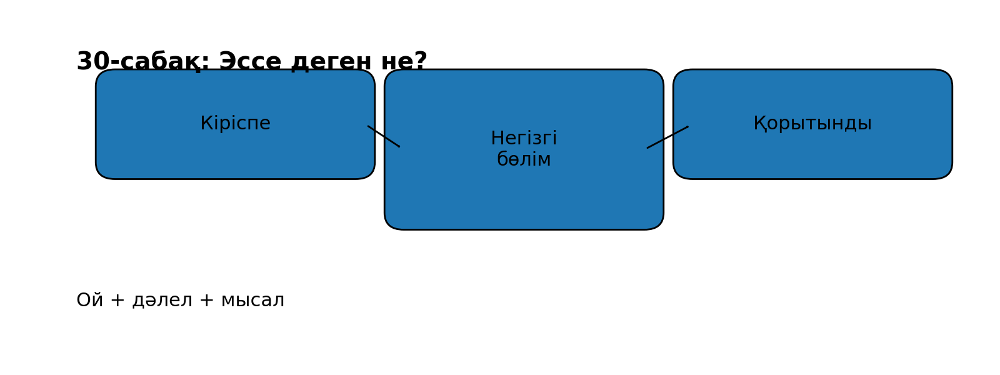 30-сабақ: Эссе деген не?
Кіріспе
Негізгі
бөлім
Қорытынды
Ой + дәлел + мысал